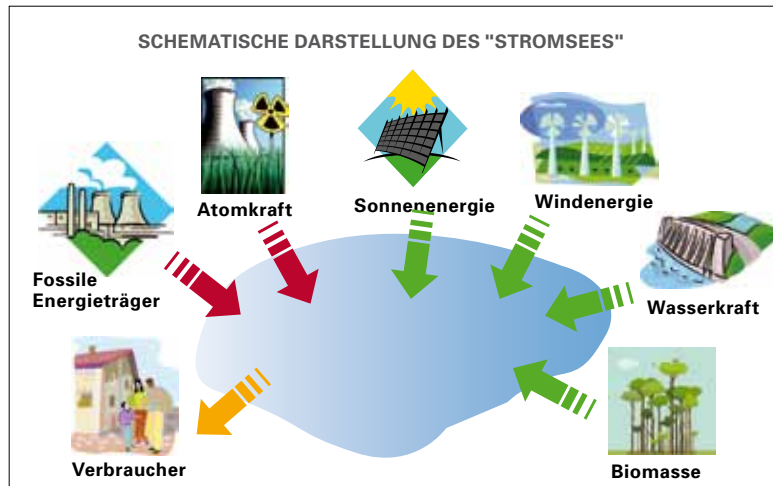 SCHEMATISCHE DARSTELLUNG DES "STROMSEES"
Atomkraft
Sonnenenergie
Windenergie
Fossile
Energieträger
Wasserkraft
Verbraucher
Biomasse